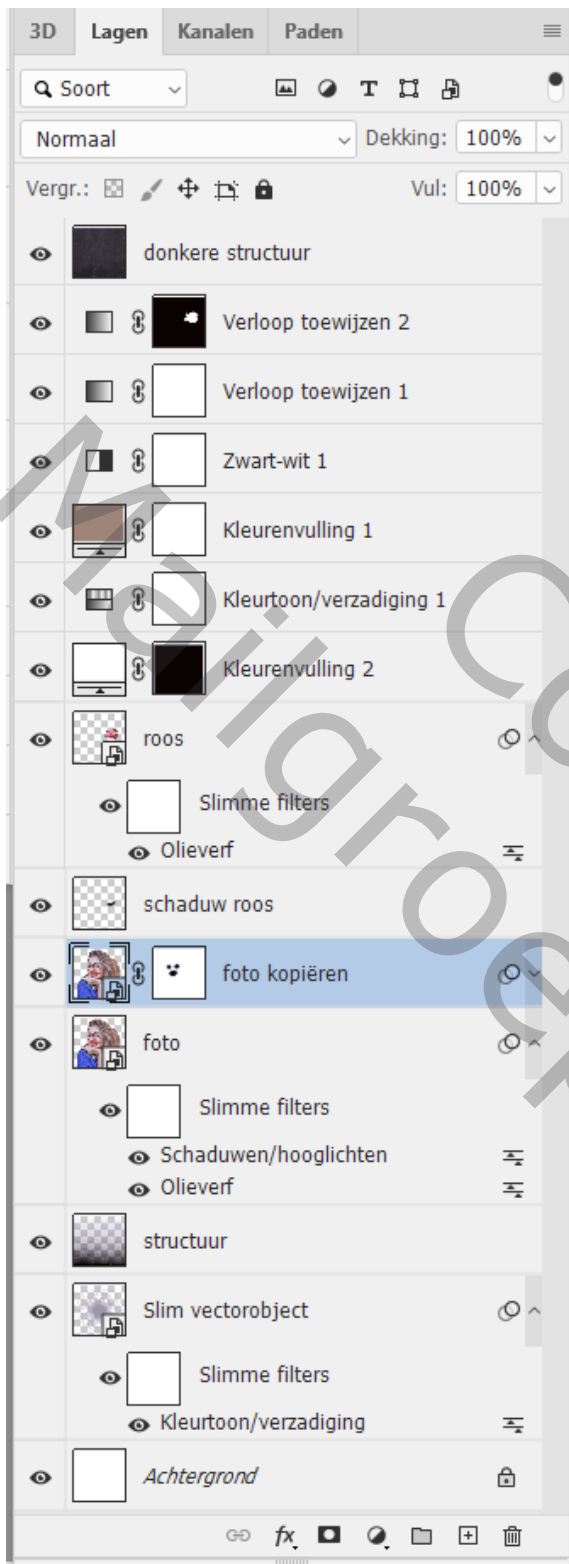 3D Lagen Kanalen Paden
Soort
Normaal Dekking: 100%
Vergr.: Vul: 100%
donkere structuur
Verloop toewijzen 2
Verloop toewijzen 1
Zwart-wit 1
Kleurenvulling 1
Kleurtoon/verzadiging 1
Kleurenvulling 2
roos
Slimme filters
Olieverf
schaduw roos
foto kopiëren
foto
Slimme filters
Schaduwen/hooglichten
Olieverf
structuur
Slim vectorobject
Slimme filters
Kleurtoon/verzadiging
Achtergrond
fx